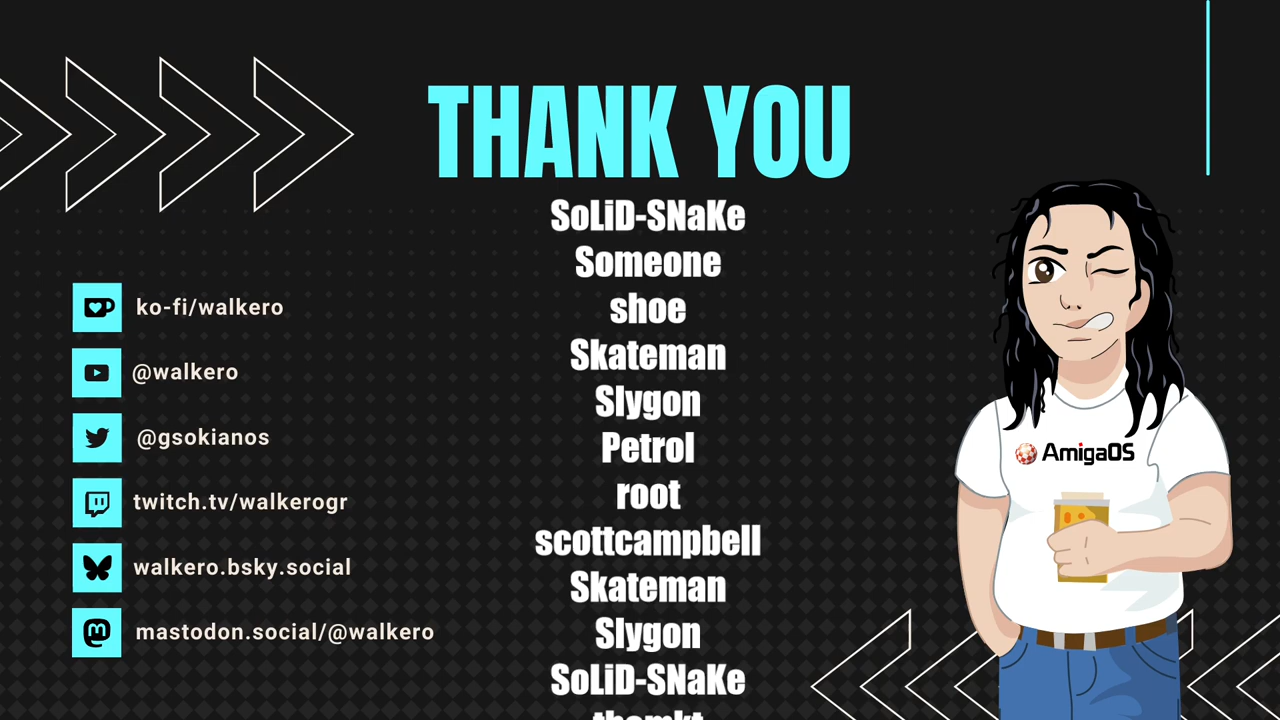 THANK YOU
SoLiD-SNaKe
Someone
shoe
Skateman
Slygon
Petrol
root
scottcampbell
Skateman
Slygon
SoLiD-SNaKe
ko-fi/walkero
@walkero
@gsokianos
twitch.tv/walkerogr
walkero.bsky.social
mastodon.social/@walkero
AmigaOS